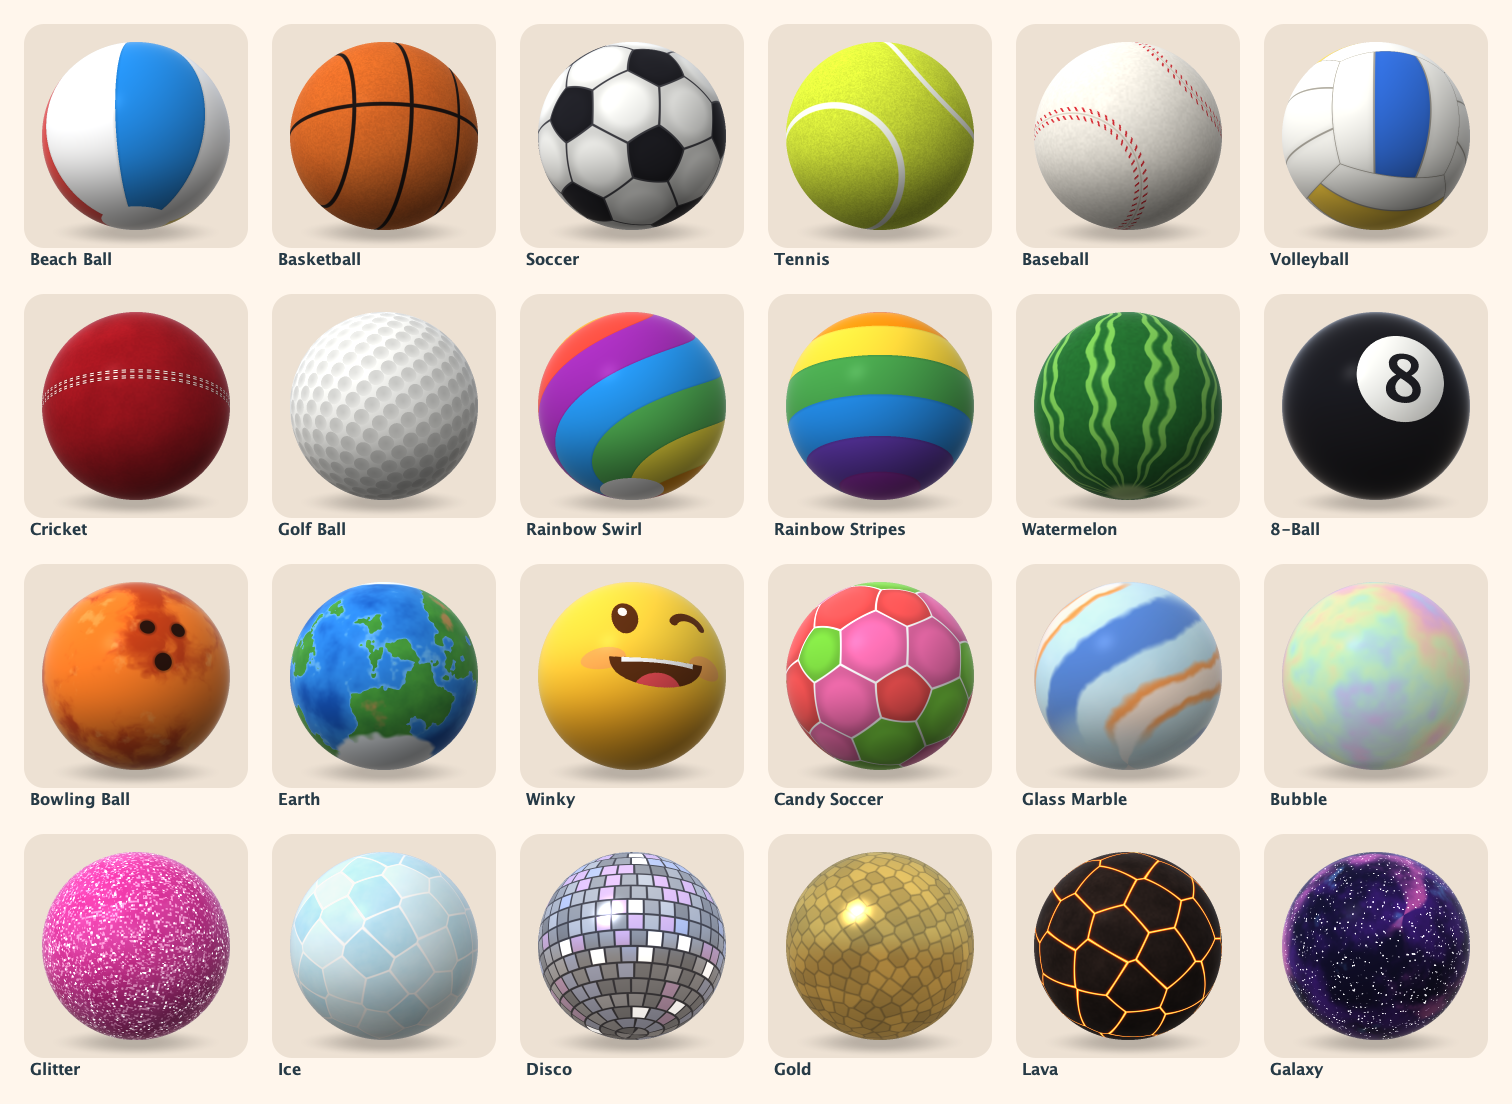 Beach Ball
Basketball
Soccer
Tennis
Baseball
Volleyball
8
Cricket
Golf Ball
Rainbow Swirl
Rainbow Stripes
Watermelon
8-Ball
Bowling Ball
Earth
Winky
Candy Soccer
Glass Marble
Bubble
Glitter
Ice
Disco
Gold
Lava
Galaxy